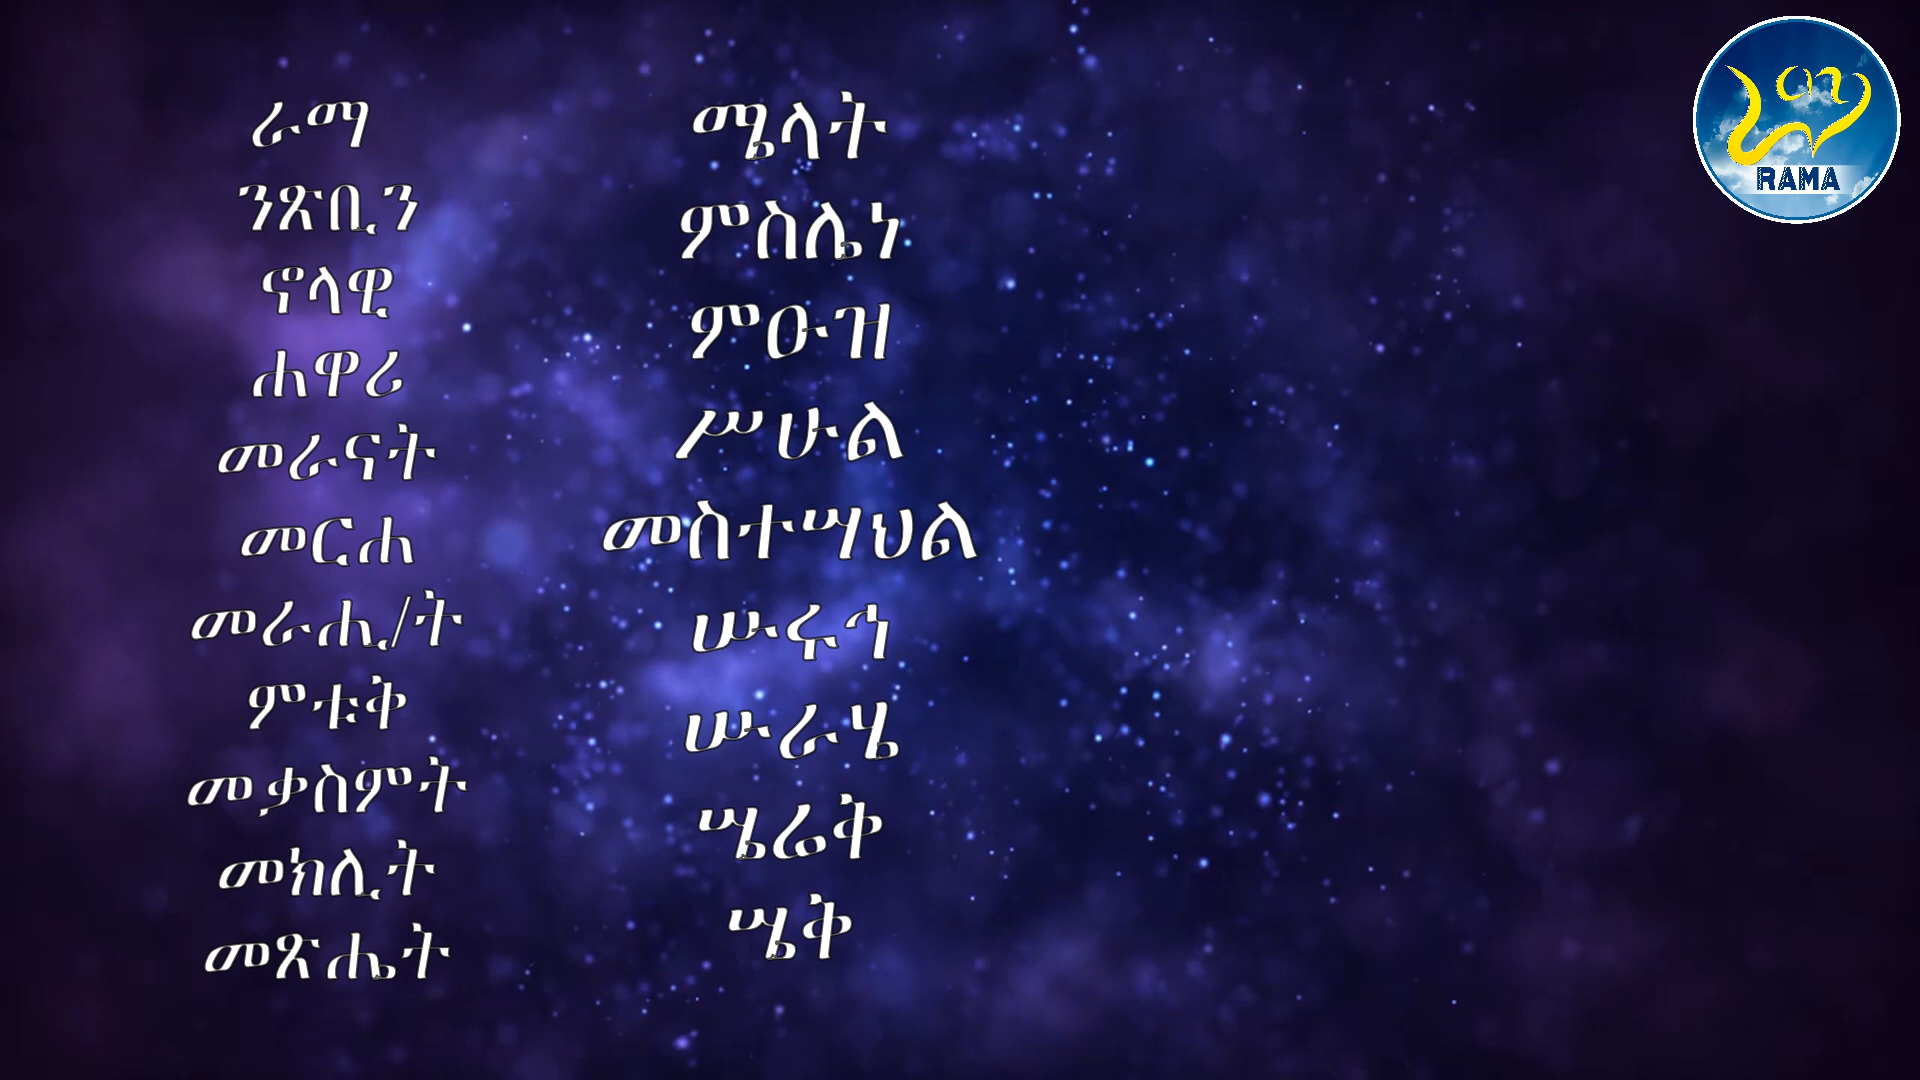 ራማ
ንጽቢን
ኖላዊ
ሐዋሪ
መራናት
መርሐ
መራሒ/ት
ምቱቅ
መቃስምት
መክሊት
መጽሔት
ሜላት
ምስሌነ
ምዑዝ
ሥሁል
መስተሣህል
ሡሩኅ
ሡራሄ
ሤሬቅ
ሤቅ
ራማ
RAMA